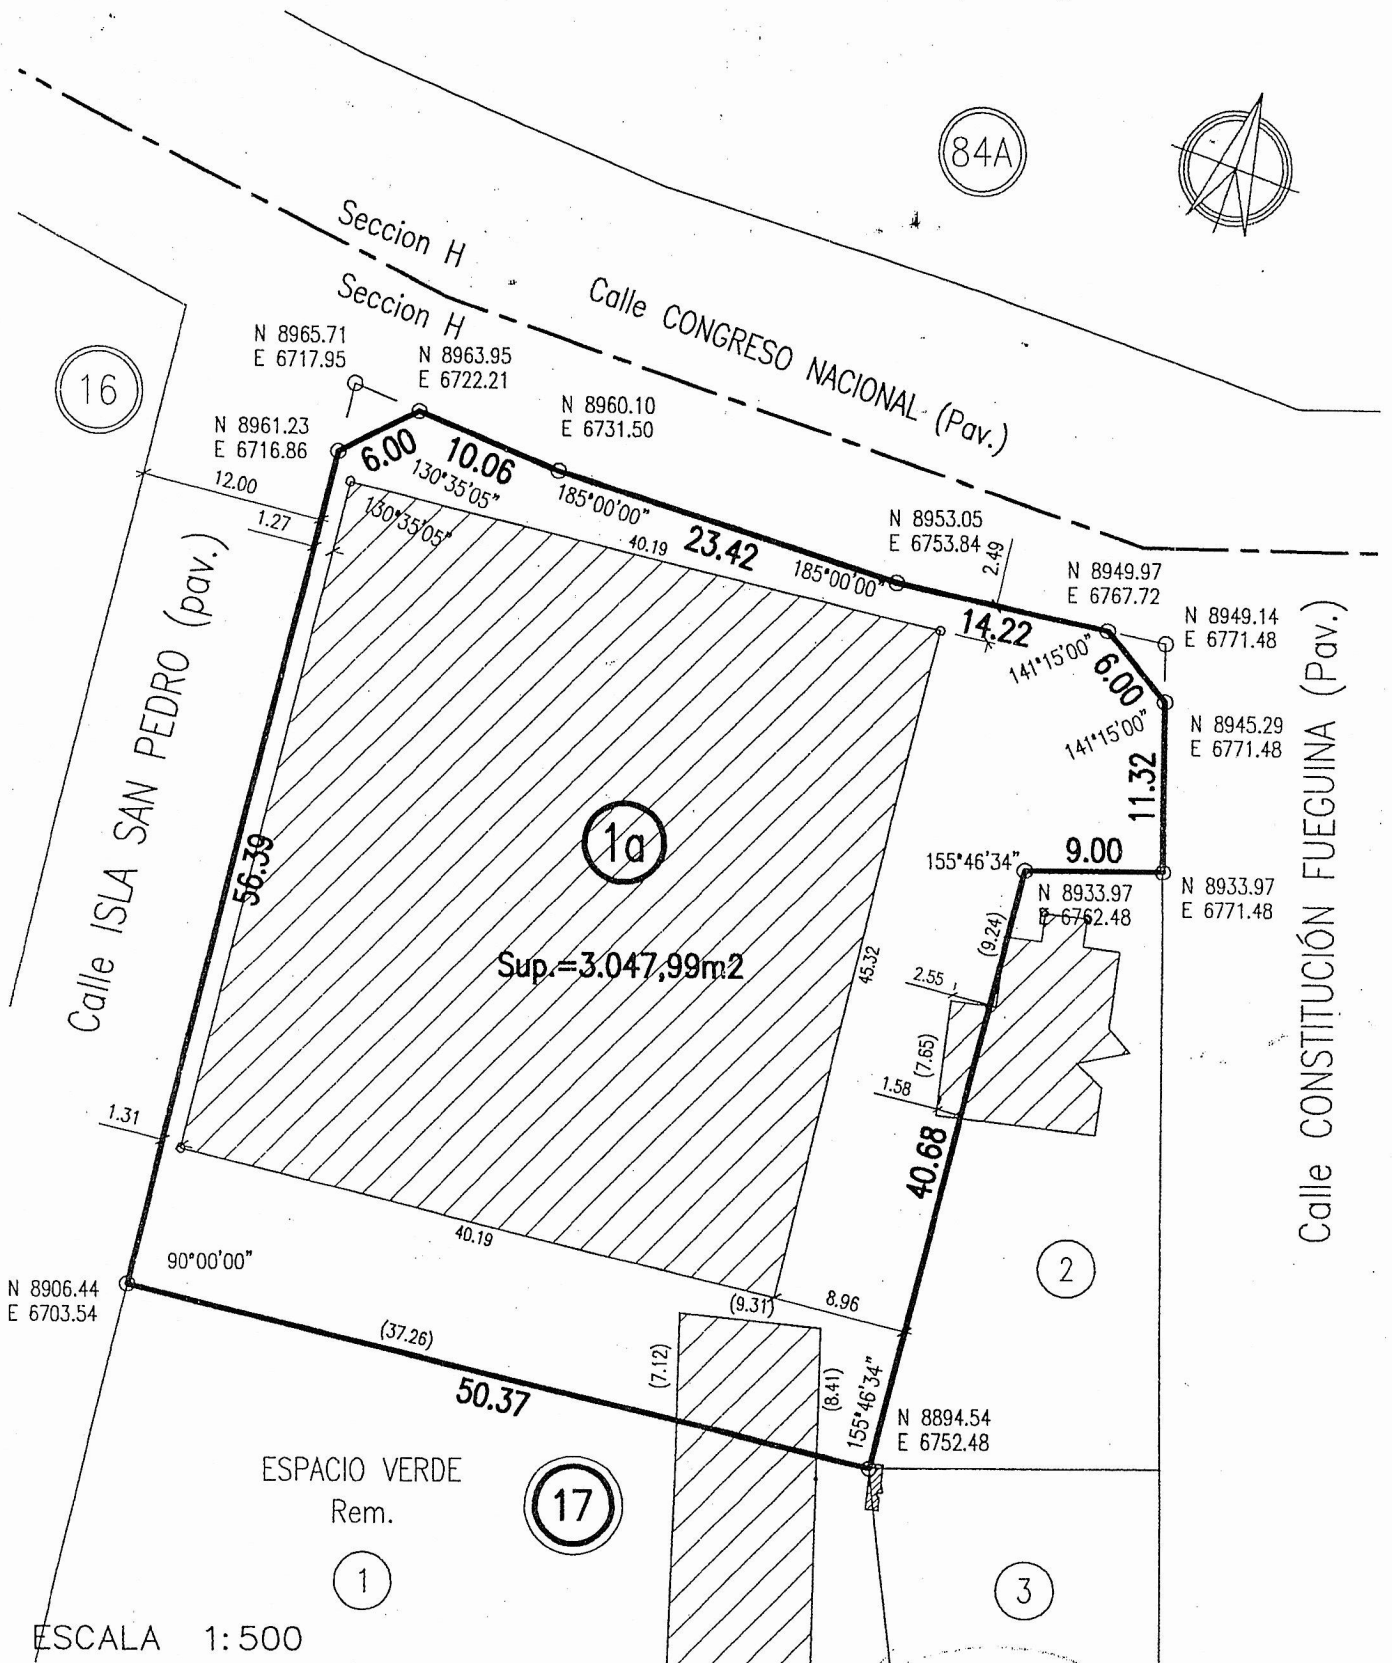 84A
Seccion H
Seccion H
Calle CONGRESO NACIONAL (Pav.)
N 8965.71
E 6717.95
N 8963.95
E 6722.21
16
N 8960.10
E 6731.50
N 8961.23
E 6716.86
6.00
10.06
130°35'05"
12.00
1.27
130°35'05"
185°00'00"
40.19
23.42
N 8953.05
E 6753.84
2.49
185°00'00"
N 8949.97
E 6767.72
14.22
N 8949.14
E 6771.48
141°15'00"
6.00
141°15'00"
N 8945.29
E 6771.48
11.32
Calle ISLA SAN PEDRO (pav.)
56.39
1a
155°46'34"
9.00
N 8933.97
E 6762.48
N 8933.97
E 6771.48
Calle CONSTITUCIÓN FUEGUINA (Pav.)
(9.24)
Sup.=3.047,99m2
45.32
2.55
(7.65)
1.58
1.31
40.68
40.19
90°00'00"
2
N 8906.44
E 6703.54
(9.31)
8.96
(37.26)
(7.12)
(8.41)
50.37
155°46'34"
N 8894.54
E 6752.48
ESPACIO VERDE
Rem.
17
1
3
ESCALA 1:500